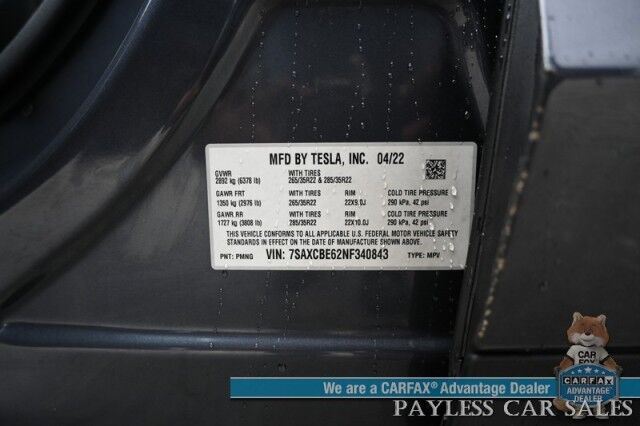 MFD BY TESLA, INC. 04/22
GVWR WITH TIRES
2892 kg (6378 lb) 265/35R22 & 285/35R22
GAWR FRT WITH TIRES RIM COLD TIRE PRESSURE
1350 kg (2976 lb) 265/35R22 22X9.0J 290 kPa, 42 psi
GAWR RR WITH TIRES RIM COLD TIRE PRESSURE
1727 kg (3808 lb) 285/35R22 22X10.0J 290 kPa, 42 psi
THIS VEHICLE CONFORMS TO ALL APPLICABLE U.S. FEDERAL MOTOR VEHICLE SAFETY
STANDARDS IN EFFECT ON THE DATE OF MANUFACTURE SHOWN ABOVE.
PNT: PMNG VIN: 7SAXCBE62NF340843 TYPE: MPV
CAR
FOX
We are a CARFAX® Advantage Dealer
CARFAX
ADVANTAGE
DEALER
PAYLESS CAR SALES